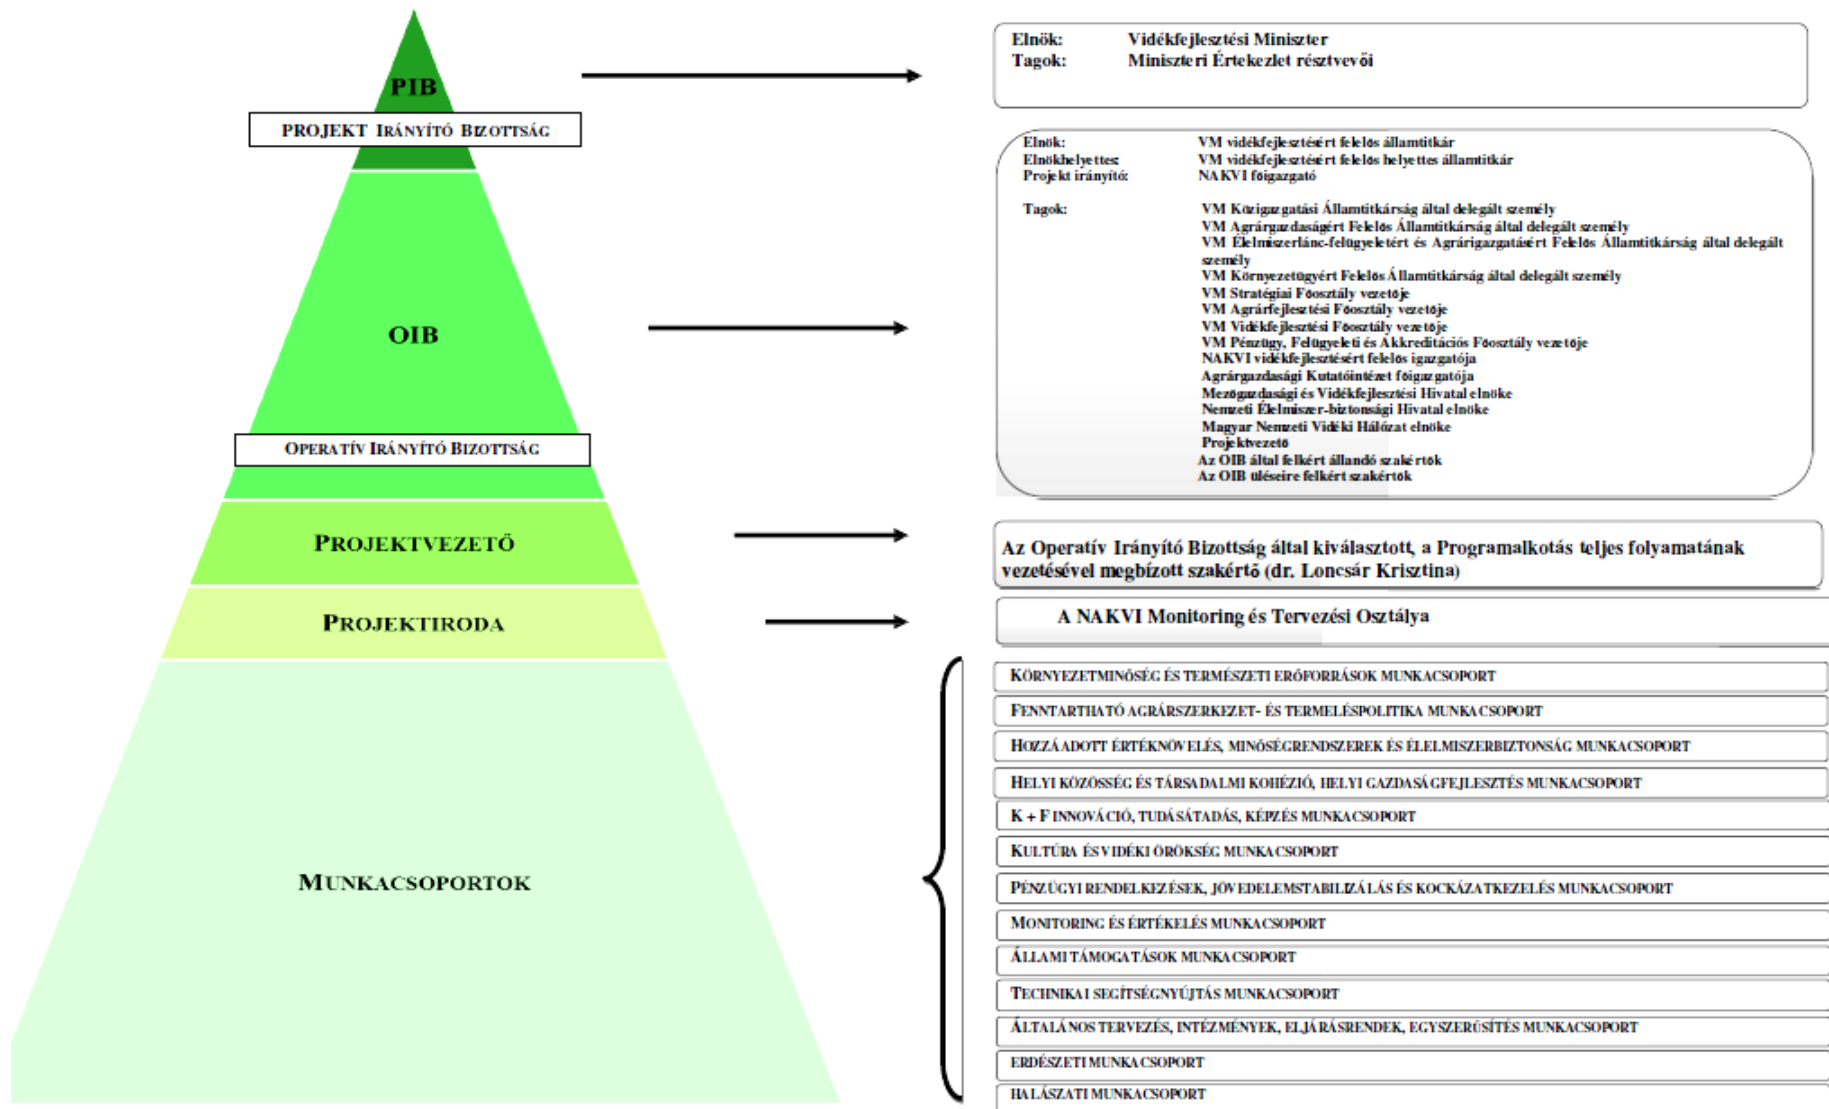 PIB
PROJEKT IRÁNYÍTÓ BIZOTTSÁG
OIB
OPERATÍV IRÁNYÍTÓ BIZOTTSÁG
PROJEKTVEZETŐ
PROJEKTIRODA
MUNKACSOPORTOK
Elnök: Vidékfejlesztési Miniszter
Tagok: Miniszteri Értekezlet résztvevői
Elnök: VM vidékfejlesztésért felelős államtitkár
Elnökhelyettes: VM vidékfejlesztésért felelős helyettes államtitkár
Projekt irányító: NAKVI főigazgató
Tagok: VM Közigazgatási Államtitkárság által delegált személy
VM Agrárgazdaságért Felelős Államtitkárság által delegált személy
VM Élelmiszerlánc-felügyeletért és Agrárigazgatásért Felelős Államtitkárság által delegált
személy
VM Környezetügyért Felelős Államtitkárság által delegált személy
VM Stratégiai Főosztály vezetője
VM Agrárfejlesztési Főosztály vezetője
VM Vidékfejlesztési Főosztály vezetője
VM Pénzügy, Felügyeleti és Akkreditációs Főosztály vezetője
NAKVI vidékfejlesztésért felelős igazgatója
Agrárgazdasági Kutatóintézet főigazgatója
Mezőgazdasági és Vidékfejlesztési Hivatal elnöke
Nemzeti Élelmiszer-biztonsági Hivatal elnöke
Magyar Nemzeti Vidéki Hálózat elnöke
Projektvezető
Az OIB által felkért állandó szakértők
Az OIB üléseire felkért szakértők
Az Operatív Irányító Bizottság által kiválasztott, a Programalkotás teljes folyamatának
vezetésével megbízott szakértő (dr. Loncsár Krisztina)
A NAKVI Monitoring és Tervezési Osztálya
KÖRNYEZETMINŐSÉG ÉS TERMÉSZETI ERŐFORRÁSOK MUNKACSOPORT
FENNTARTHATÓ AGRÁRSZERKEZET- ÉS TERMELÉSPOLITIKA MUNKACSOPORT
HOZZÁADOTT ÉRTÉKNÖVELÉS, MINŐSÉGRENDSZEREK ÉS ÉLELMISZERBIZTONSÁG MUNKACSOPORT
HELYI KÖZÖSSÉG ÉS TÁRSADALMI KOHÉZIÓ, HELYI GAZDASÁGFEJLESZTÉS MUNKACSOPORT
K + F INNOVÁCIÓ, TUDÁSÁTADÁS, KÉPZÉS MUNKACSOPORT
KULTÚRA ÉS VIDÉKI ÖRÖKSÉG MUNKACSOPORT
PÉNZÜGYI RENDELKEZÉSEK, JÖVEDELEMSTABILIZÁLÁS ÉS KOCKÁZATKEZELÉS MUNKACSOPORT
MONITORING ÉS ÉRTÉKELÉS MUNKACSOPORT
ÁLLAMI TÁMOGATÁSOK MUNKACSOPORT
TECHNIKAI SEGÍTSÉGNYÚJTÁS MUNKACSOPORT
ÁLTALÁNOS TERVEZÉS, INTÉZMÉNYEK, ELJÁRÁSRENDEK, EGYSZERŰSÍTÉS MUNKACSOPORT
ERDÉSZETI MUNKACSOPORT
HALÁSZATI MUNKACSOPORT